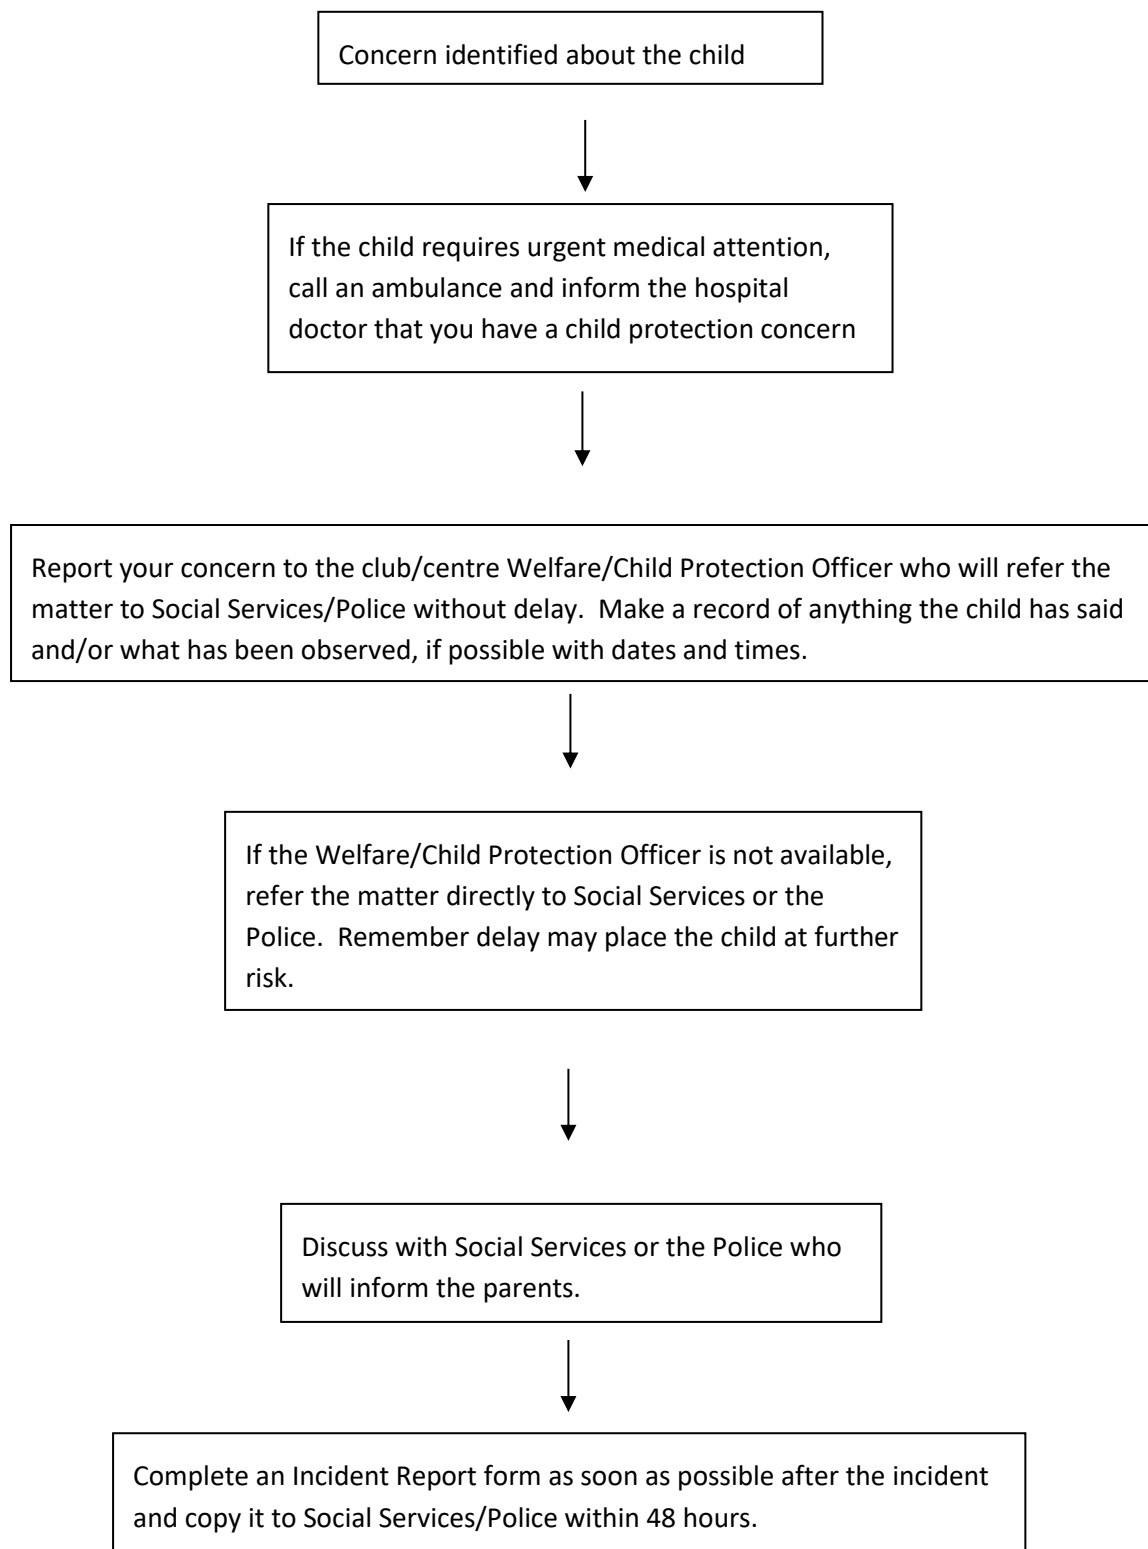 Concern identified about the child
If the child requires urgent medical attention,
call an ambulance and inform the hospital
doctor that you have a child protection concern
Report your concern to the club/centre Welfare/Child Protection Officer who will refer the
matter to Social Services/Police without delay.  Make a record of anything the child has said
and/or what has been observed, if possible with dates and times.
If the Welfare/Child Protection Officer is not available,
refer the matter directly to Social Services or the
Police.  Remember delay may place the child at further
risk.
Discuss with Social Services or the Police who
will inform the parents.
Complete an Incident Report form as soon as possible after the incident
and copy it to Social Services/Police within 48 hours.